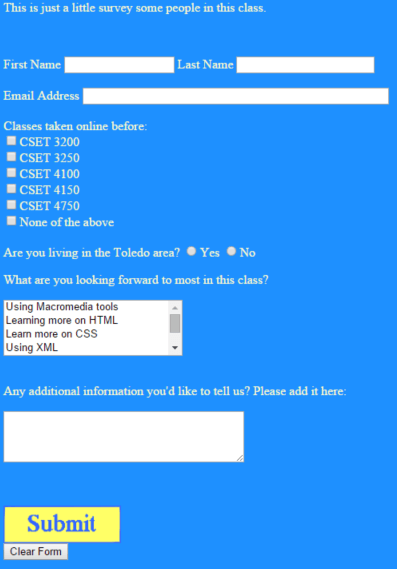 This is just a little survey some people in this class.
First Name Last Name
Email Address
Classes taken online before:
CSET 3200
CSET 3250
CSET 4100
CSET 4150
CSET 4750
None of the above
Are you living in the Toledo area? Yes No
What are you looking forward to most in this class?
Using Macromedia tools
Learning more on HTML
Learn more on CSS
Using XML
Any additional information you'd like to tell us? Please add it here:
Submit
Clear Form